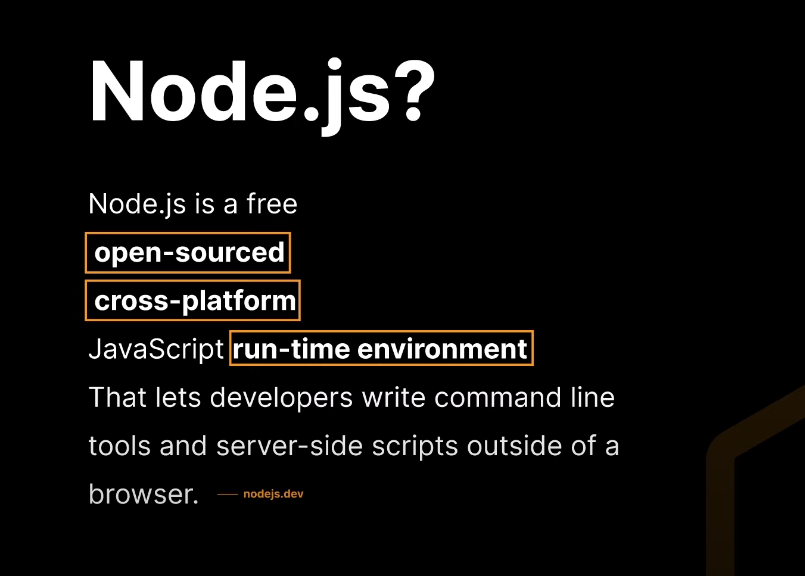 Node.js?
Node.js is a free
open-sourced
cross-platform
JavaScript run-time environment
That lets developers write command line
tools and server-side scripts outside of a
browser. — nodejs.dev